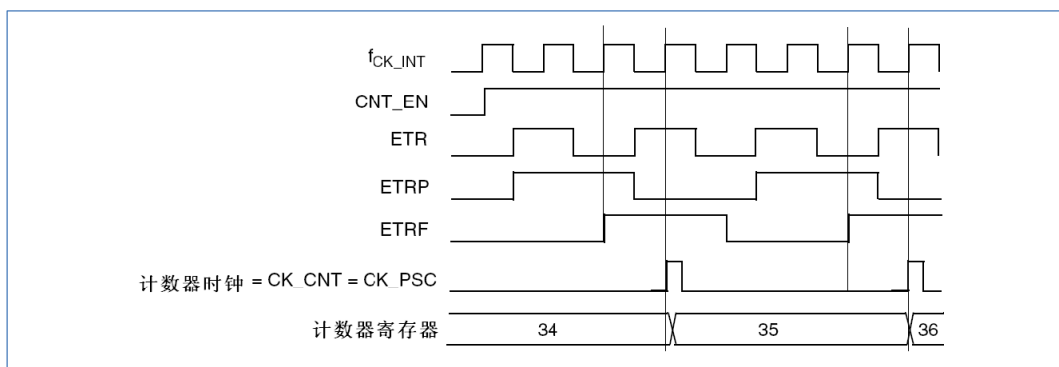 fCK_INT
CNT_EN
ETR
ETRP
ETRF
计数器时钟 = CK_CNT = CK_PSC
计数器寄存器 34 35 36